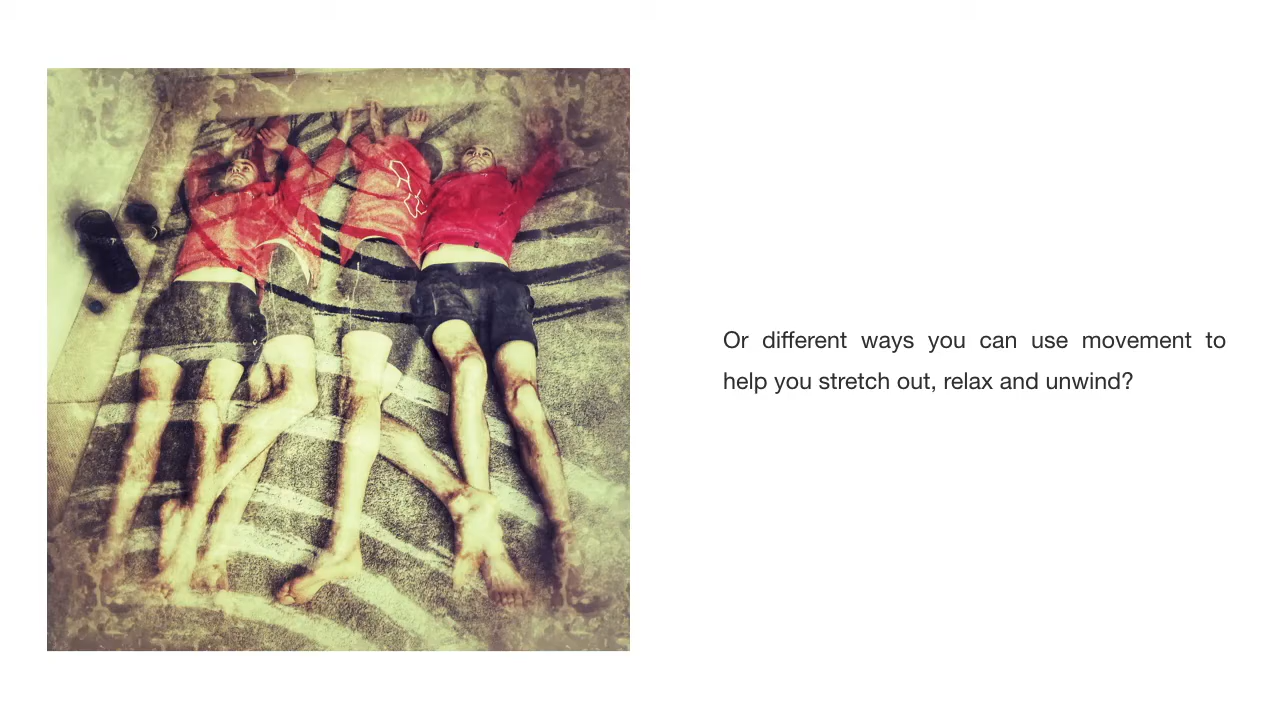 Or different ways you can use movement to
help you stretch out, relax and unwind?